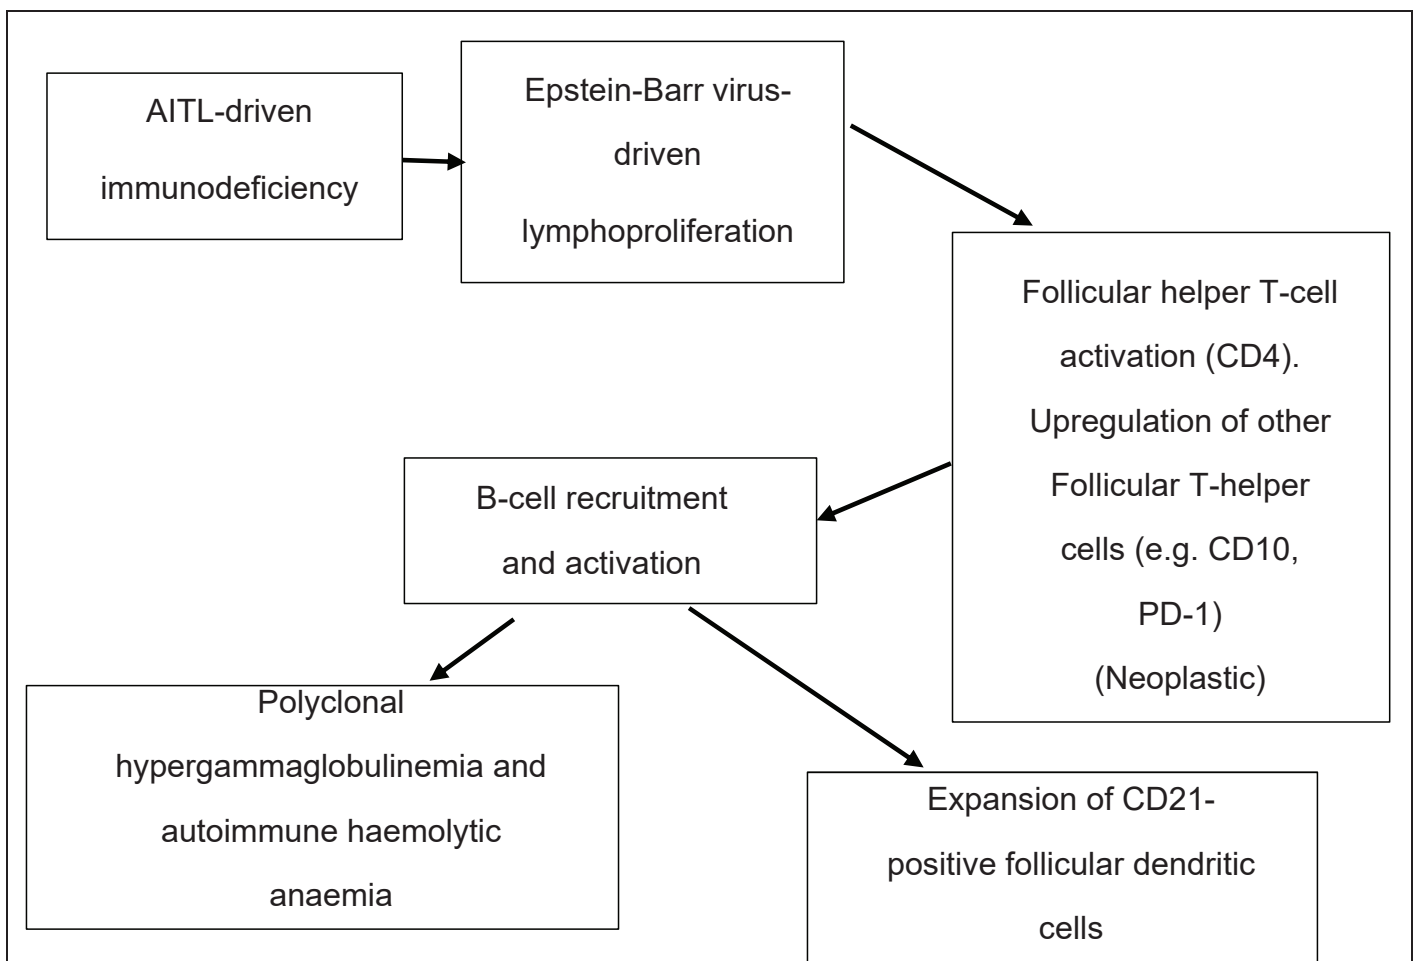 AITL-driven
immunodeficiency
Epstein-Barr virus-
driven
lymphoproliferation
Follicular helper T-cell
activation (CD4).
Upregulation of other
Follicular T-helper
cells (e.g. CD10,
PD-1)
(Neoplastic)
B-cell recruitment
and activation
Polyclonal
hypergammaglobulinemia and
autoimmune haemolytic
anaemia
Expansion of CD21-
positive follicular dendritic
cells